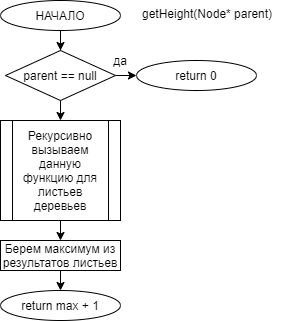 НАЧАЛО
getHeight(Node* parent)
да
parent == null
return 0
Рекурсивно
вызываем
данную
функцию для
листьев
деревьев
Берем максимум из
результатов листьев
return max + 1